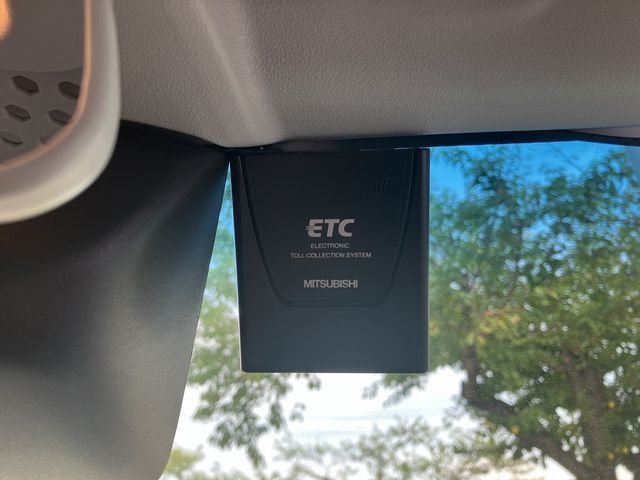 ETC
ELECTRONIC
TOLL COLLECTION SYSTEM
MITSUBISHI